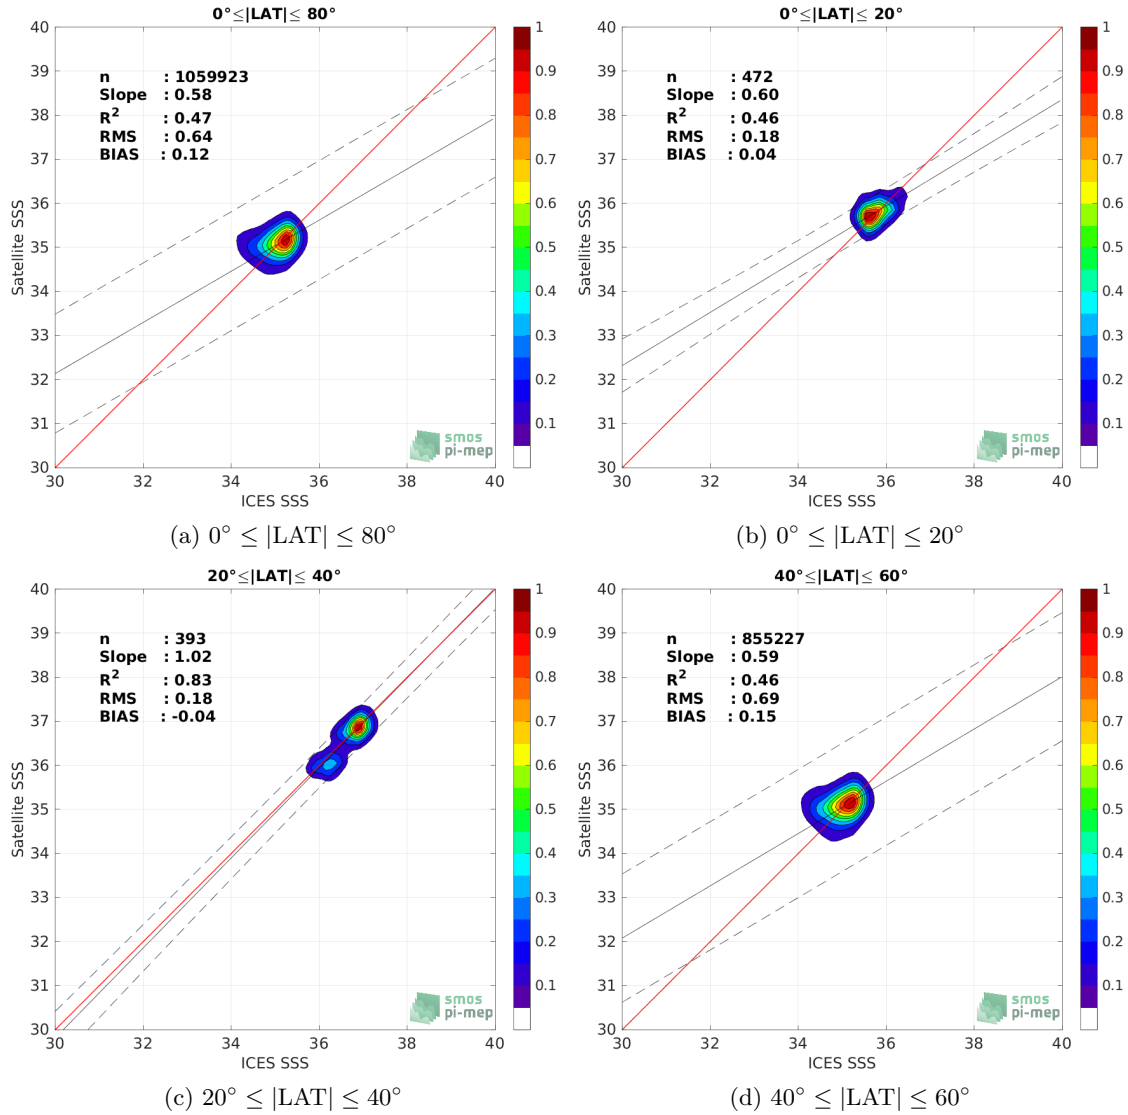 0°≤|LAT|≤ 80°
n : 1059923
Slope : 0.58
R² : 0.47
RMS : 0.64
BIAS : 0.12
Satellite SSS
40
39
38
37
36
35
34
33
32
31
30
30 32 34 36 38 40
ICES SSS
1
0.9
0.8
0.7
0.6
0.5
0.4
0.3
0.2
0.1
smos
pi-mep
(a) 0° ≤ |LAT| ≤ 80°
0°≤|LAT|≤ 20°
n : 472
Slope : 0.60
R² : 0.46
RMS : 0.18
BIAS : 0.04
Satellite SSS
40
39
38
37
36
35
34
33
32
31
30
30 32 34 36 38 40
ICES SSS
1
0.9
0.8
0.7
0.6
0.5
0.4
0.3
0.2
0.1
smos
pi-mep
(b) 0° ≤ |LAT| ≤ 20°
20°≤|LAT|≤ 40°
n : 393
Slope : 1.02
R² : 0.83
RMS : 0.18
BIAS : -0.04
Satellite SSS
40
39
38
37
36
35
34
33
32
31
30
30 32 34 36 38 40
ICES SSS
1
0.9
0.8
0.7
0.6
0.5
0.4
0.3
0.2
0.1
smos
pi-mep
(c) 20° ≤ |LAT| ≤ 40°
40°≤|LAT|≤ 60°
n : 855227
Slope : 0.59
R² : 0.46
RMS : 0.69
BIAS : 0.15
Satellite SSS
40
39
38
37
36
35
34
33
32
31
30
30 32 34 36 38 40
ICES SSS
1
0.9
0.8
0.7
0.6
0.5
0.4
0.3
0.2
0.1
smos
pi-mep
(d) 40° ≤ |LAT| ≤ 60°